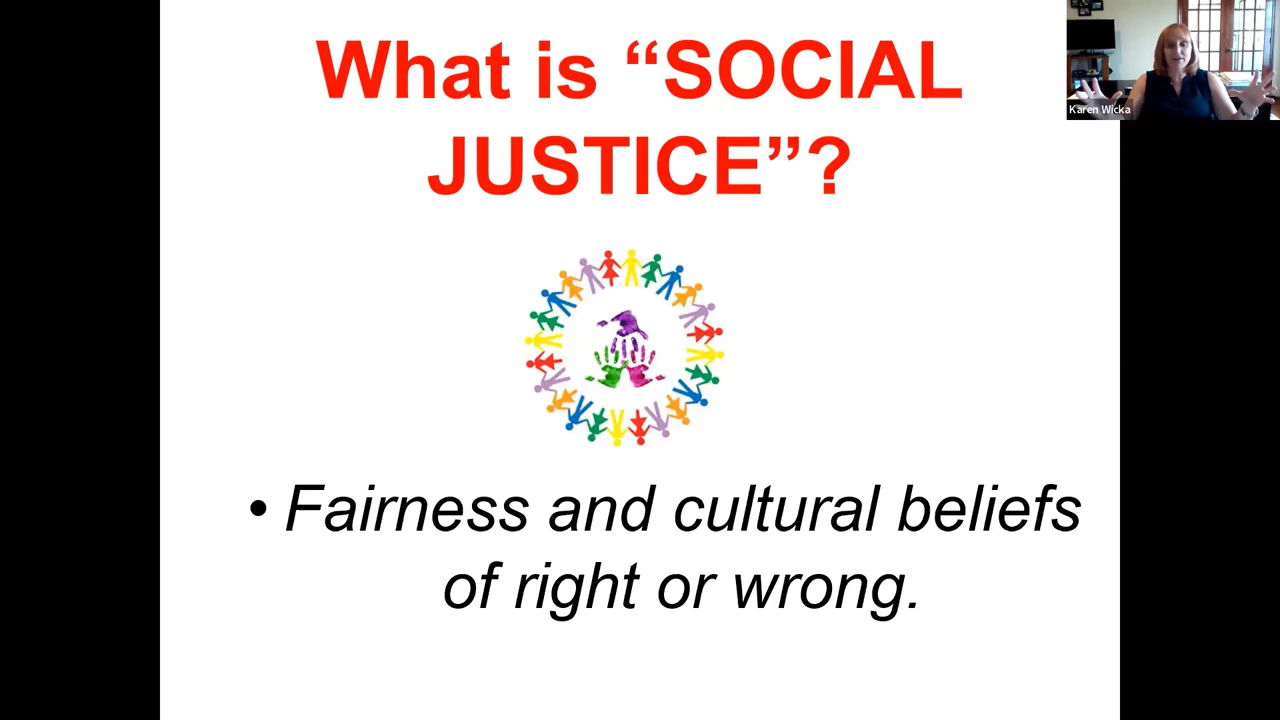 What is “SOCIAL
JUSTICE”?
Karen Wicka
• Fairness and cultural beliefs
of right or wrong.